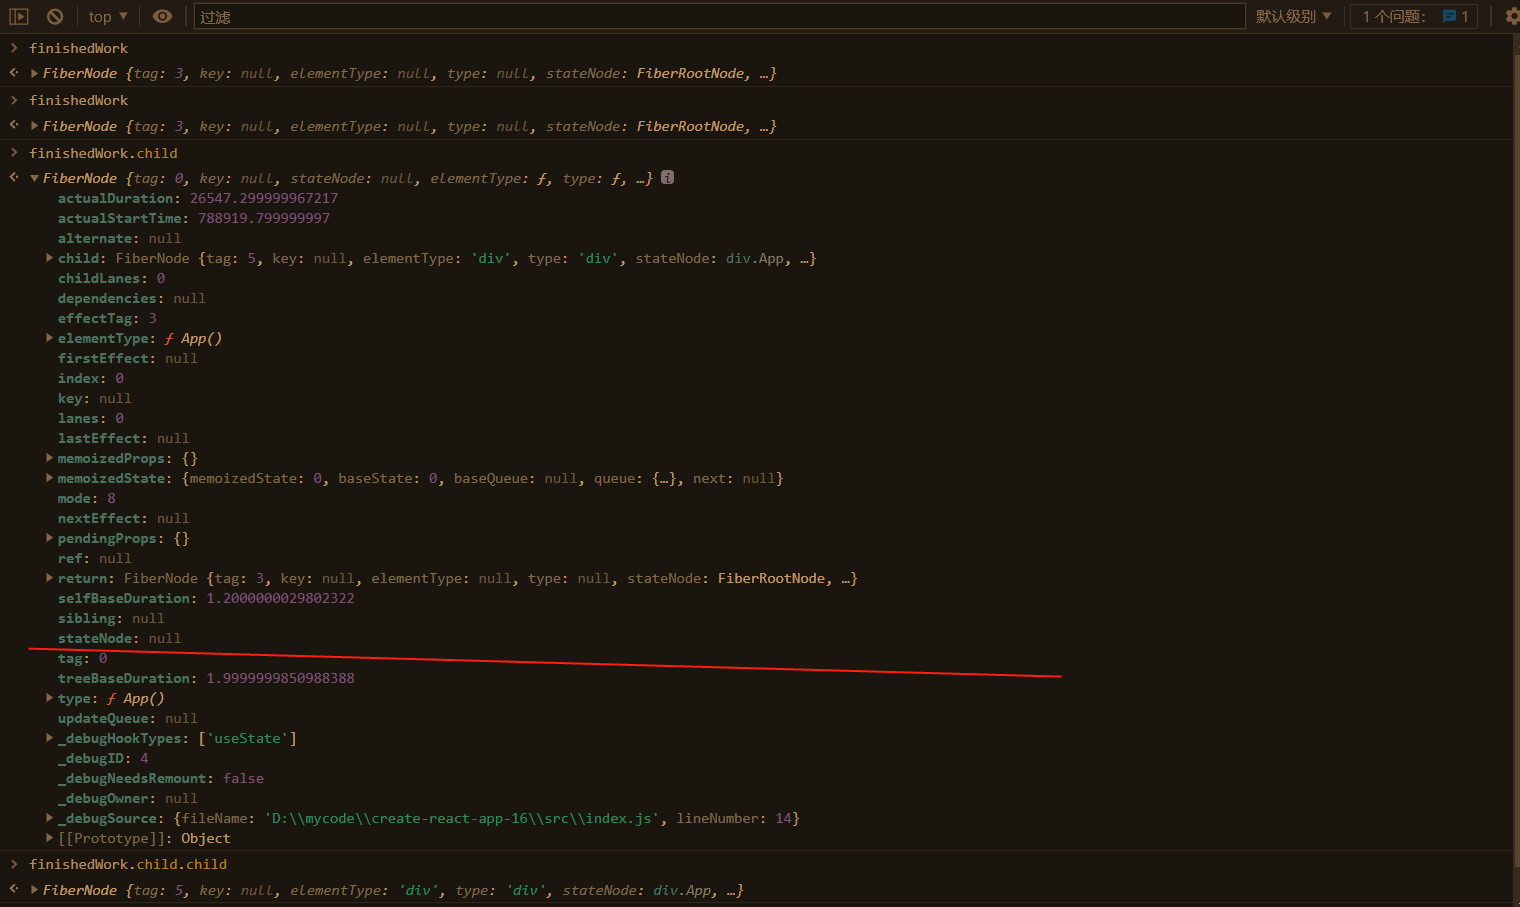 top ▼ 过滤 默认级别 ▼ 1 个问题: 1
finishedWork
FiberNode {tag: 3, key: null, elementType: null, type: null, stateNode: FiberRootNode, …}
finishedWork
FiberNode {tag: 3, key: null, elementType: null, type: null, stateNode: FiberRootNode, …}
finishedWork.child
FiberNode {tag: 0, key: null, stateNode: null, elementType: ƒ, type: ƒ, …} i
actualDuration: 26547.299999967217
actualStartTime: 788919.799999997
alternate: null
child: FiberNode {tag: 5, key: null, elementType: 'div', type: 'div', stateNode: div.App, …}
childLanes: 0
dependencies: null
effectTag: 3
elementType: ƒ App()
firstEffect: null
index: 0
key: null
lanes: 0
lastEffect: null
memoizedProps: {}
memoizedState: {memoizedState: 0, baseState: 0, baseQueue: null, queue: {…}, next: null}
mode: 8
nextEffect: null
pendingProps: {}
ref: null
return: FiberNode {tag: 3, key: null, elementType: null, type: null, stateNode: FiberRootNode, …}
selfBaseDuration: 1.2000000029802322
sibling: null
stateNode: null
tag: 0
treeBaseDuration: 1.9999999850988388
type: ƒ App()
updateQueue: null
_debugHookTypes: ['useState']
_debugID: 4
_debugNeedsRemount: false
_debugOwner: null
_debugSource: {fileName: 'D:\\mycode\\create-react-app-16\\src\\index.js', lineNumber: 14}
[[Prototype]]: Object
finishedWork.child.child
FiberNode {tag: 5, key: null, elementType: 'div', type: 'div', stateNode: div.App, …}